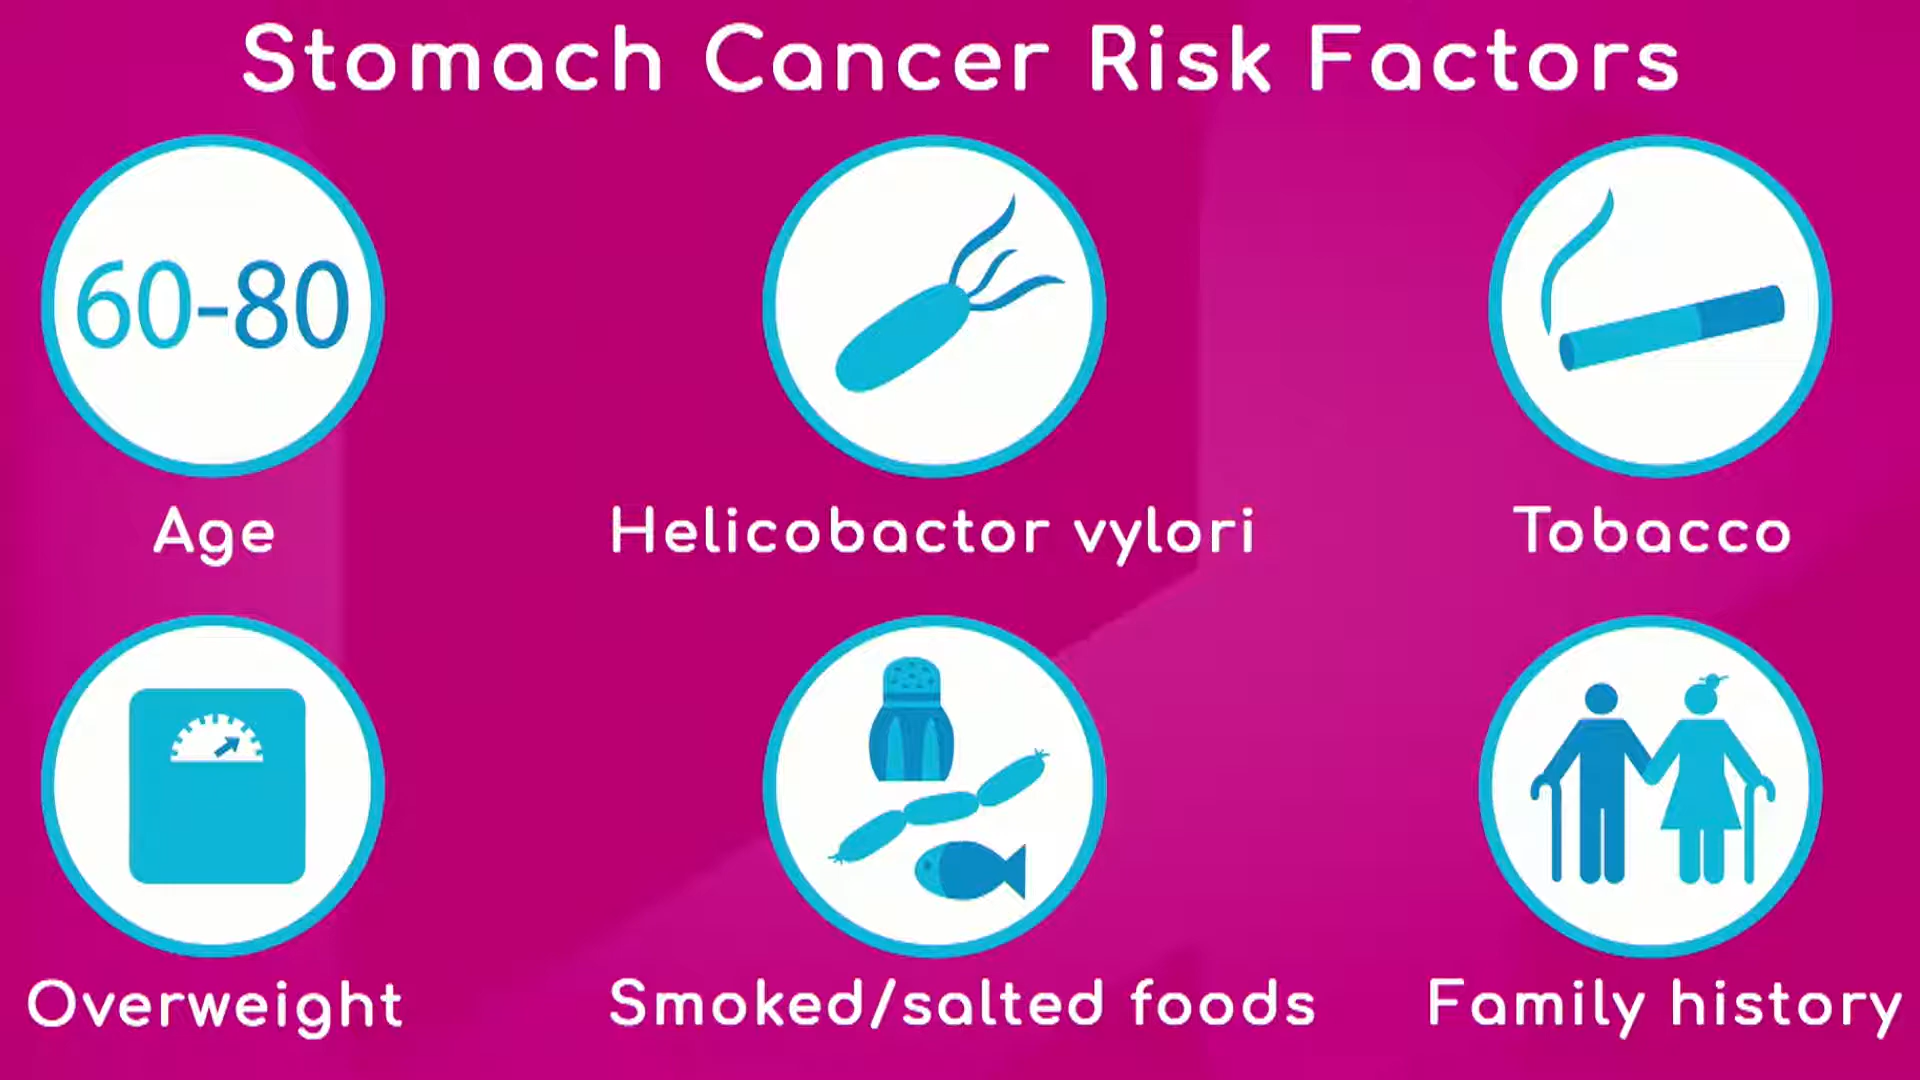 Stomach Cancer Risk Factors
60-80
Age
Helicobactor vylori
Tobacco
Overweight
Smoked/salted foods
Family history